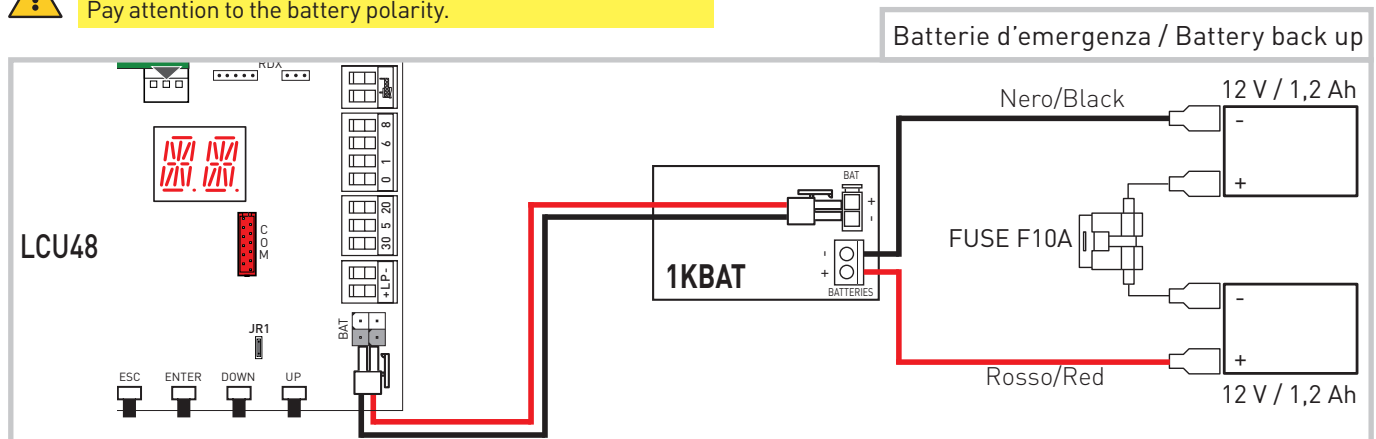 Pay attention to the battery polarity.
Batterie d'emergenza / Battery back up
RDX
8
6
1
0
20
5
30
+LP-
COM
LCU48
JR1
BAT
ESC ENTER DOWN UP
BAT
+
-
1KBAT
-
+
BATTERIES
Nero/Black
12 V / 1,2 Ah
-
+
FUSE F10A
-
+
Rosso/Red
12 V / 1,2 Ah